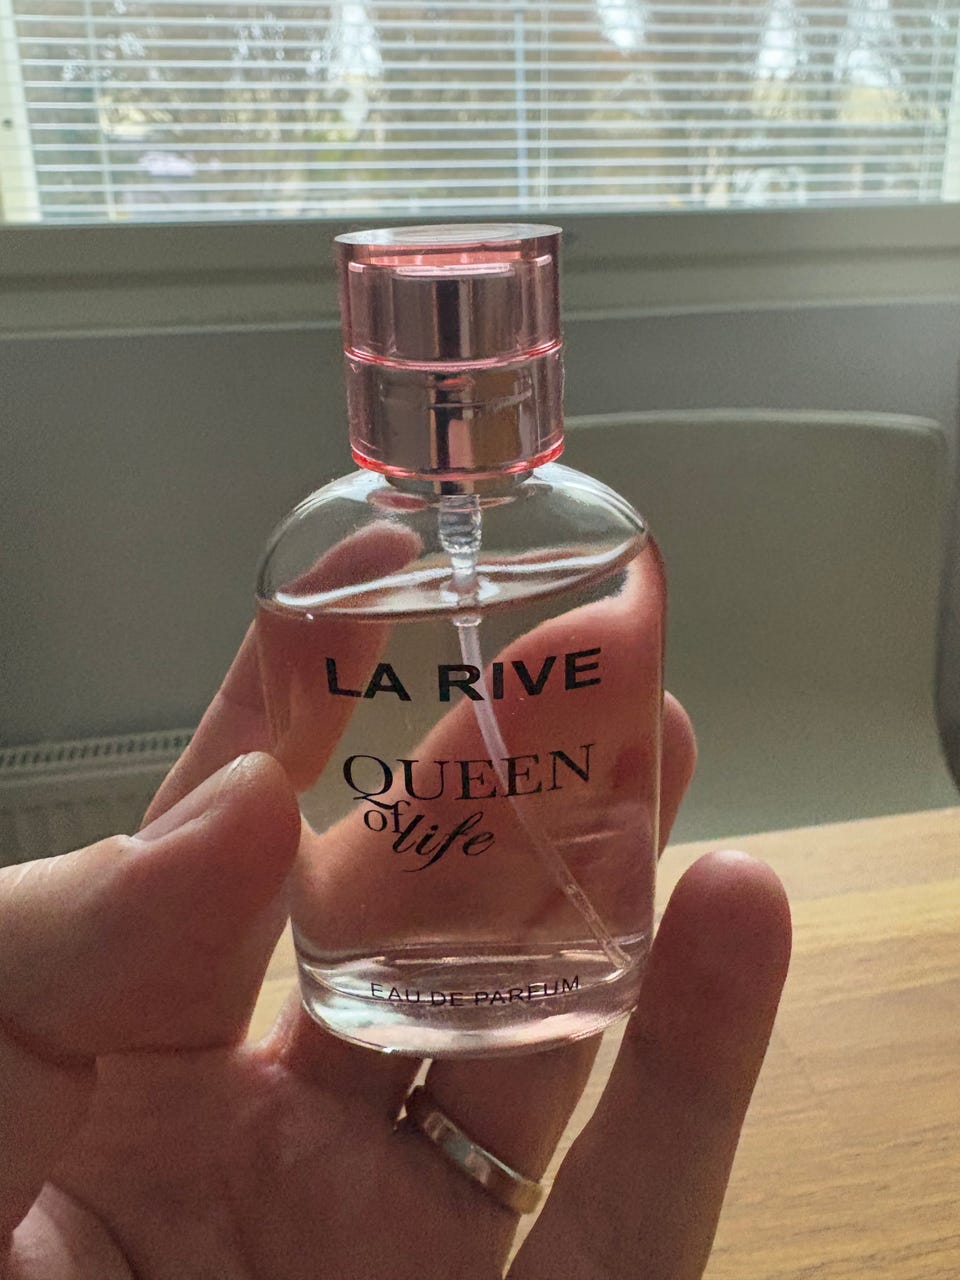 LA RIVE
QUEEN
of life
EAU DE PARFUM